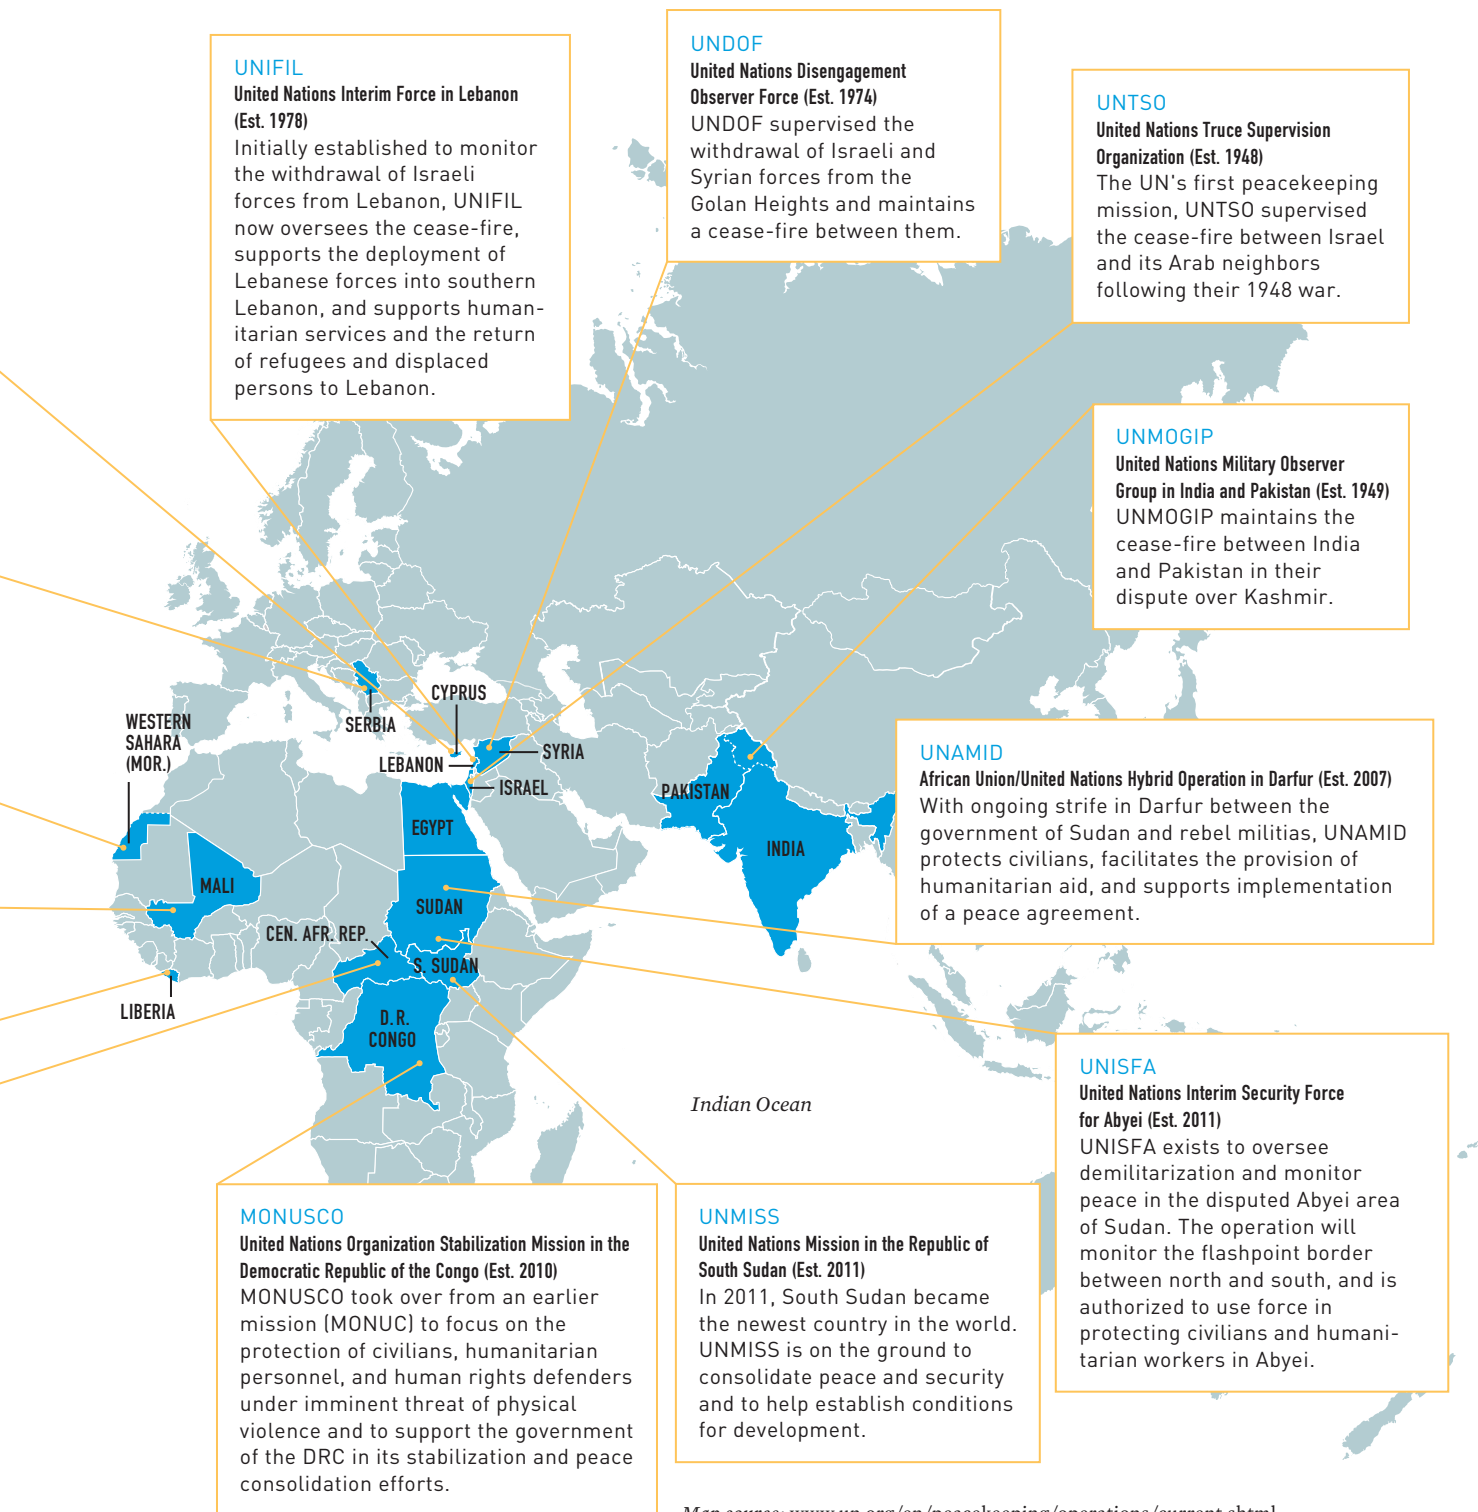 UNIFIL
United Nations Interim Force in Lebanon
(Est. 1978)
Initially established to monitor
the withdrawal of Israeli
forces from Lebanon, UNIFIL
now oversees the cease-fire,
supports the deployment of
Lebanese forces into southern
Lebanon, and supports human-
itarian services and the return
of refugees and displaced
persons to Lebanon.
UNDOF
United Nations Disengagement
Observer Force (Est. 1974)
UNDOF supervised the
withdrawal of Israeli and
Syrian forces from the
Golan Heights and maintains
a cease-fire between them.
UNTSO
United Nations Truce Supervision
Organization (Est. 1948)
The UN's first peacekeeping
mission, UNTSO supervised
the cease-fire between Israel
and its Arab neighbors
following their 1948 war.
UNMOGIP
United Nations Military Observer
Group in India and Pakistan (Est. 1949)
UNMOGIP maintains the
cease-fire between India
and Pakistan in their
dispute over Kashmir.
CYPRUS
SERBIA
WESTERN
SAHARA
(MOR.)
LEBANON
SYRIA
ISRAEL
PAKISTAN
EGYPT
INDIA
MALI
SUDAN
CEN. AFR. REP.
S. SUDAN
LIBERIA
D. R.
CONGO
Indian Ocean
UNAMID
African Union/United Nations Hybrid Operation in Darfur (Est. 2007)
With ongoing strife in Darfur between the
government of Sudan and rebel militias, UNAMID
protects civilians, facilitates the provision of
humanitarian aid, and supports implementation
of a peace agreement.
UNISFA
United Nations Interim Security Force
for Abyei (Est. 2011)
UNISFA exists to oversee
demilitarization and monitor
peace in the disputed Abyei area
of Sudan. The operation will
monitor the flashpoint border
between north and south, and is
authorized to use force in
protecting civilians and humani-
tarian workers in Abyei.
MONUSCO
United Nations Organization Stabilization Mission in the
Democratic Republic of the Congo (Est. 2010)
MONUSCO took over from an earlier
mission (MONUC) to focus on the
protection of civilians, humanitarian
personnel, and human rights defenders
under imminent threat of physical
violence and to support the government
of the DRC in its stabilization and peace
consolidation efforts.
UNMISS
United Nations Mission in the Republic of
South Sudan (Est. 2011)
In 2011, South Sudan became
the newest country in the world.
UNMISS is on the ground to
consolidate peace and security
and to help establish conditions
for development.
Map source: www.un.org/en/peacekeeping/operations/current.shtml